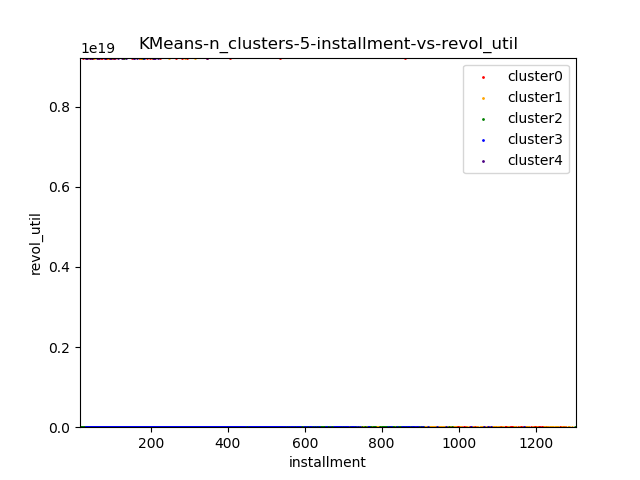 KMeans-n_clusters-5-installment-vs-revol_util
1e19
cluster0
cluster1
cluster2
cluster3
cluster4
0.8
0.6
0.4
0.2
0.0
revol_util
200 400 600 800 1000 1200
installment